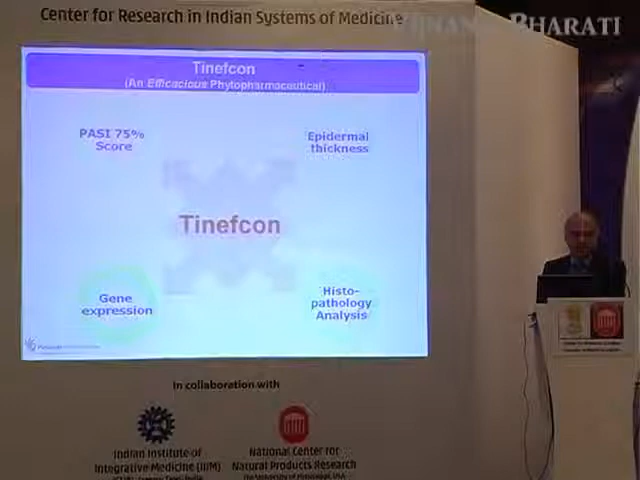 Center for Research in Indian Systems of Medicine
BHARATI
Tinefcon
(An Efficacious Phytopharmaceutical)
PASI 75%
Score
Epidermal
thickness
Tinefcon
Gene
expression
Histo-
pathology
Analysis
In collaboration with
Indian Institute of
Integrative Medicine (IIIM)
National Center for
Natural Products Research